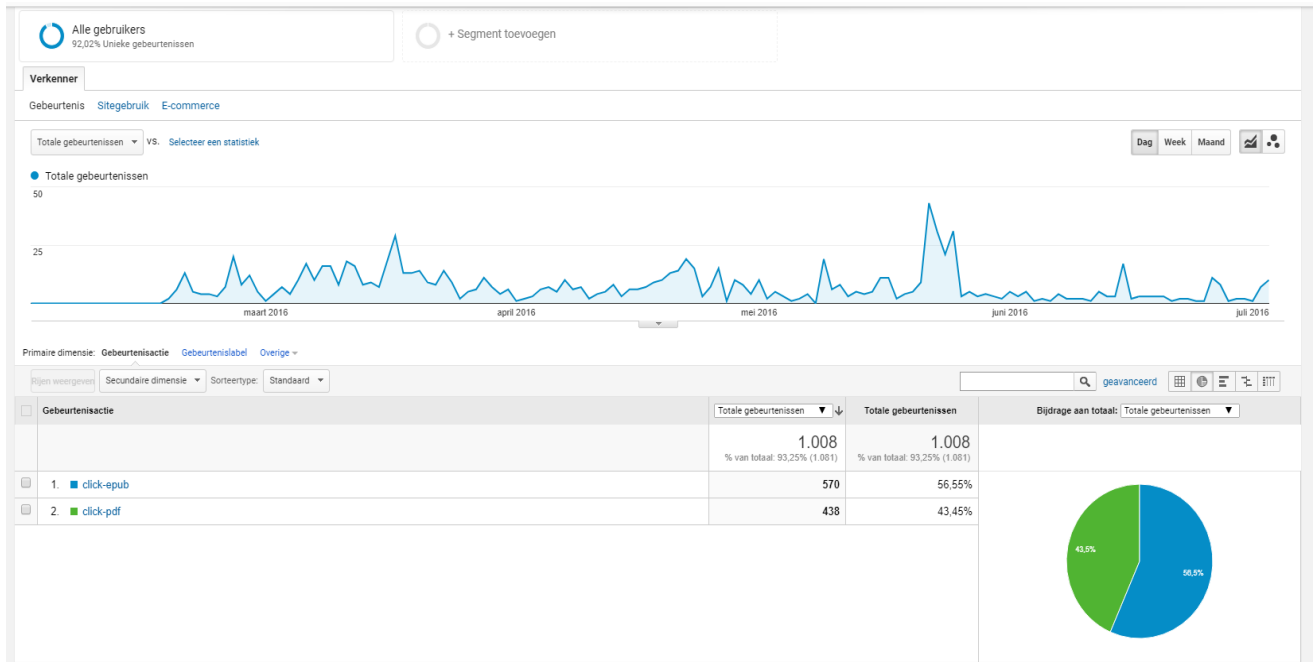 Alle gebruikers
92,02% Unieke gebeurtenissen
+ Segment toevoegen
Verkenner
Gebeurtenis Sitegebruik E-commerce
Totale gebeurtenissen VS. Selecteer een statistiek
Dag Week Maand
Totale gebeurtenissen
50
25
maart 2016 april 2016 mei 2016 juni 2016 juli 2016
Primaire dimensie: Gebeurtenisactie Gebeurtenislabel Overige
Rijen weergeven Secundaire dimensie Sorteertype: Standaard geavanceerd
Gebeurtenisactie Totale gebeurtenissen Totale gebeurtenissen Bijdrage aan totaal: Totale gebeurtenissen
1.008 1.008
% van totaal: 93,25% (1.081) % van totaal: 93,25% (1.081)
1. click-epub 570 56,55%
2. click-pdf 438 43,45%
43,5%
56,5%